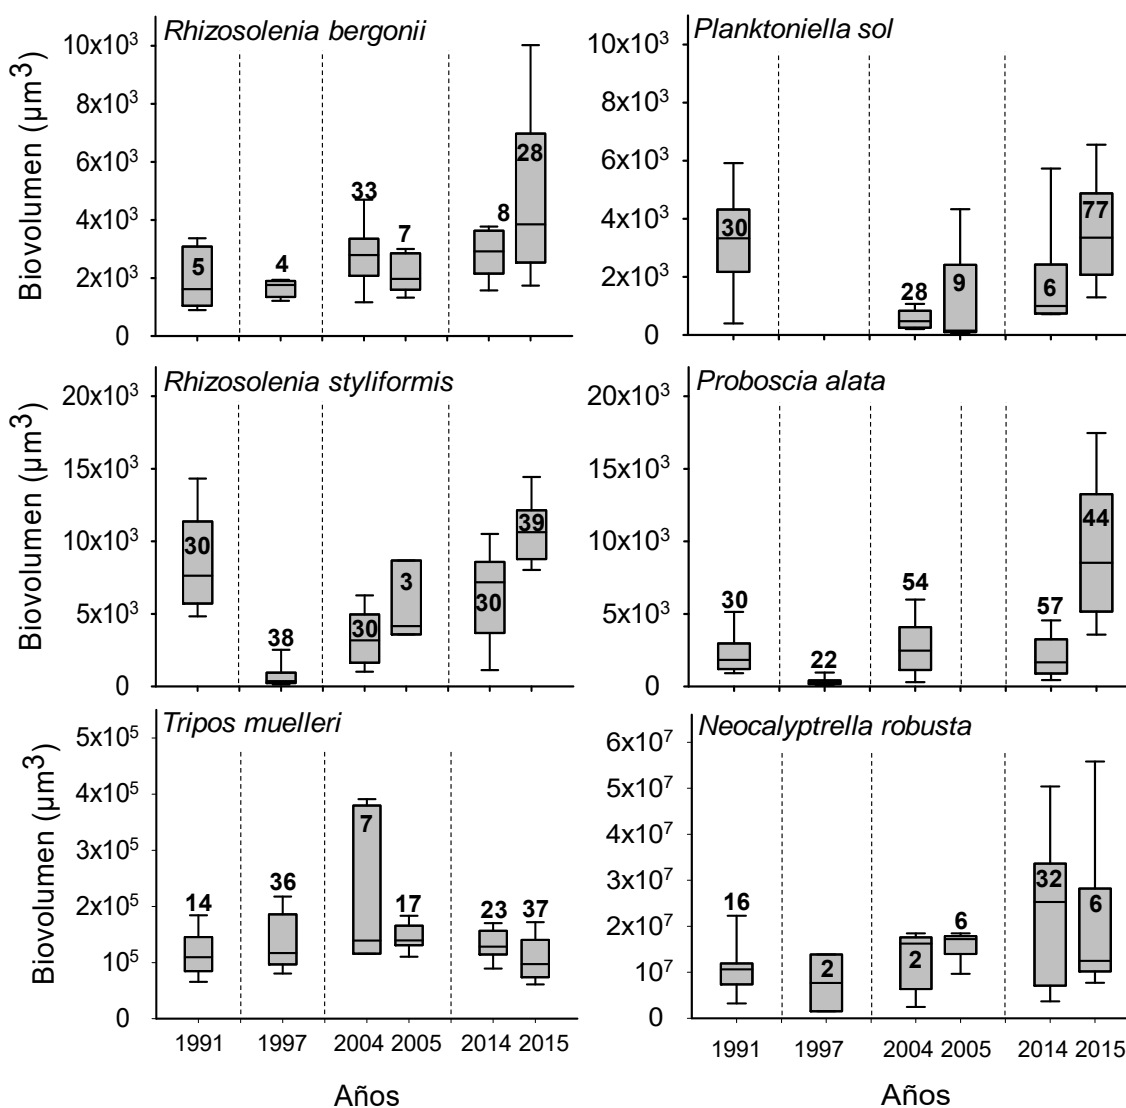 Rhizosolenia bergonii
Biovolumen (µm³)
10x10³
8x10³
6x10³
4x10³
2x10³
0
5
4
33
7
8
28
Planktoniella sol
10x10³
8x10³
6x10³
4x10³
2x10³
0
30
28
9
6
77
Rhizosolenia styliformis
Biovolumen (µm³)
20x10³
15x10³
10x10³
5x10³
0
30
38
30
3
30
39
Proboscia alata
20x10³
15x10³
10x10³
5x10³
0
30
22
54
57
44
Tripos muelleri
Biovolumen (µm³)
5x10⁵
4x10⁵
3x10⁵
2x10⁵
10⁵
0
14
36
7
17
23
37
1991 1997 2004 2005 2014 2015
Años
Neocalyptrella robusta
6x10⁷
5x10⁷
4x10⁷
3x10⁷
2x10⁷
10⁷
0
16
2
2
6
32
6
1991 1997 2004 2005 2014 2015
Años